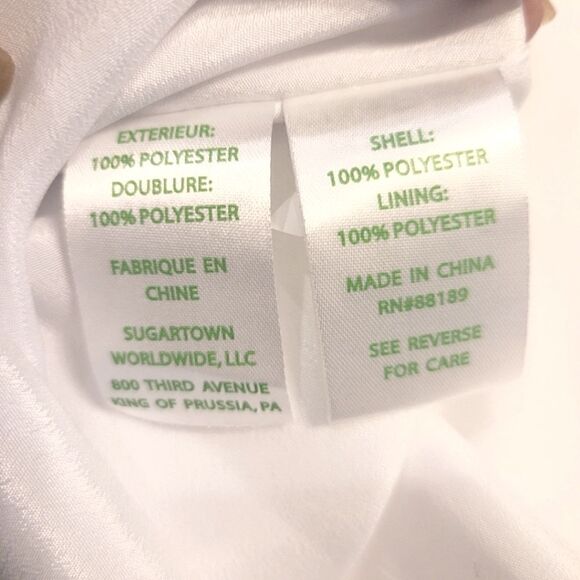 EXTERIEUR:
100% POLYESTER
DOUBLURE:
100% POLYESTER
FABRIQUE EN
CHINE
SUGARTOWN
WORLDWIDE, LLC
800 THIRD AVENUE
KING OF PRUSSIA, PA
SHELL:
100% POLYESTER
LINING:
100% POLYESTER
MADE IN CHINA
RN#88189
SEE REVERSE
FOR CARE